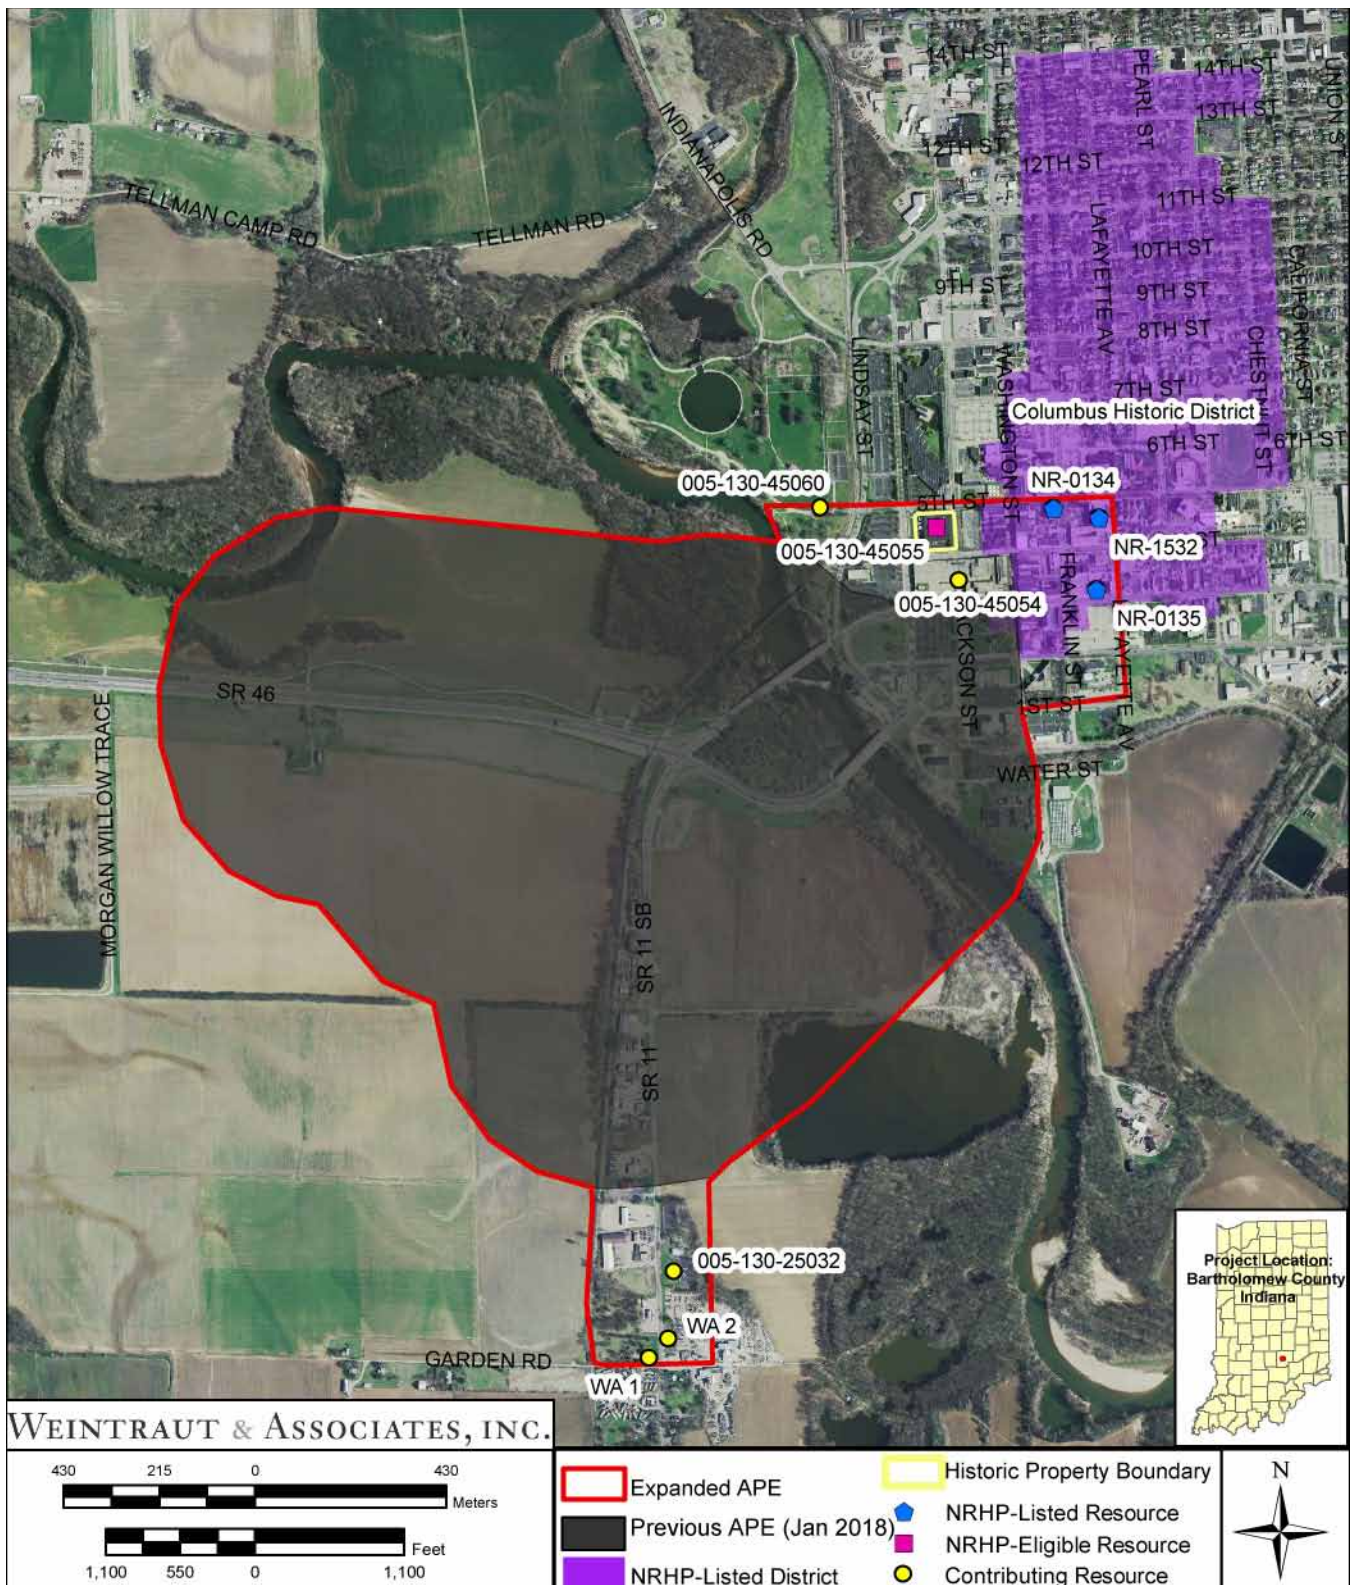 14TH ST
PEARL ST
14TH ST
UNION ST
13TH ST
INDIANAPOLIS RD
12TH ST
12TH ST
11TH ST
TELLMAN CAMP RD
TELLMAN RD
LAFAYETTE AV
10TH ST
CALIFORNIA ST
9TH ST
9TH ST
8TH ST
LINDSAY ST
WASHINGTON ST
CHESTNUT ST
7TH ST
Columbus Historic District
6TH ST
6TH ST
005-130-45060
NR-0134
5TH ST
005-130-45055
NR-1532
ST
FRANKLIN ST
005-130-45054
NR-0135
JACKSON ST
LAFAYETTE AV
SR 46
1ST ST
MORGAN WILLOW TRACE
WATER ST
SR 11 SB
SR 11
005-130-25032
WA 2
GARDEN RD
WA 1
Project Location:
Bartholomew County
Indiana
WEINTRAUT & ASSOCIATES, INC.
430 215 0 430
Meters
Feet
1,100 550 0 1,100
Expanded APE
Previous APE (Jan 2018)
NRHP-Listed District
Historic Property Boundary
NRHP-Listed Resource
NRHP-Eligible Resource
Contributing Resource
N